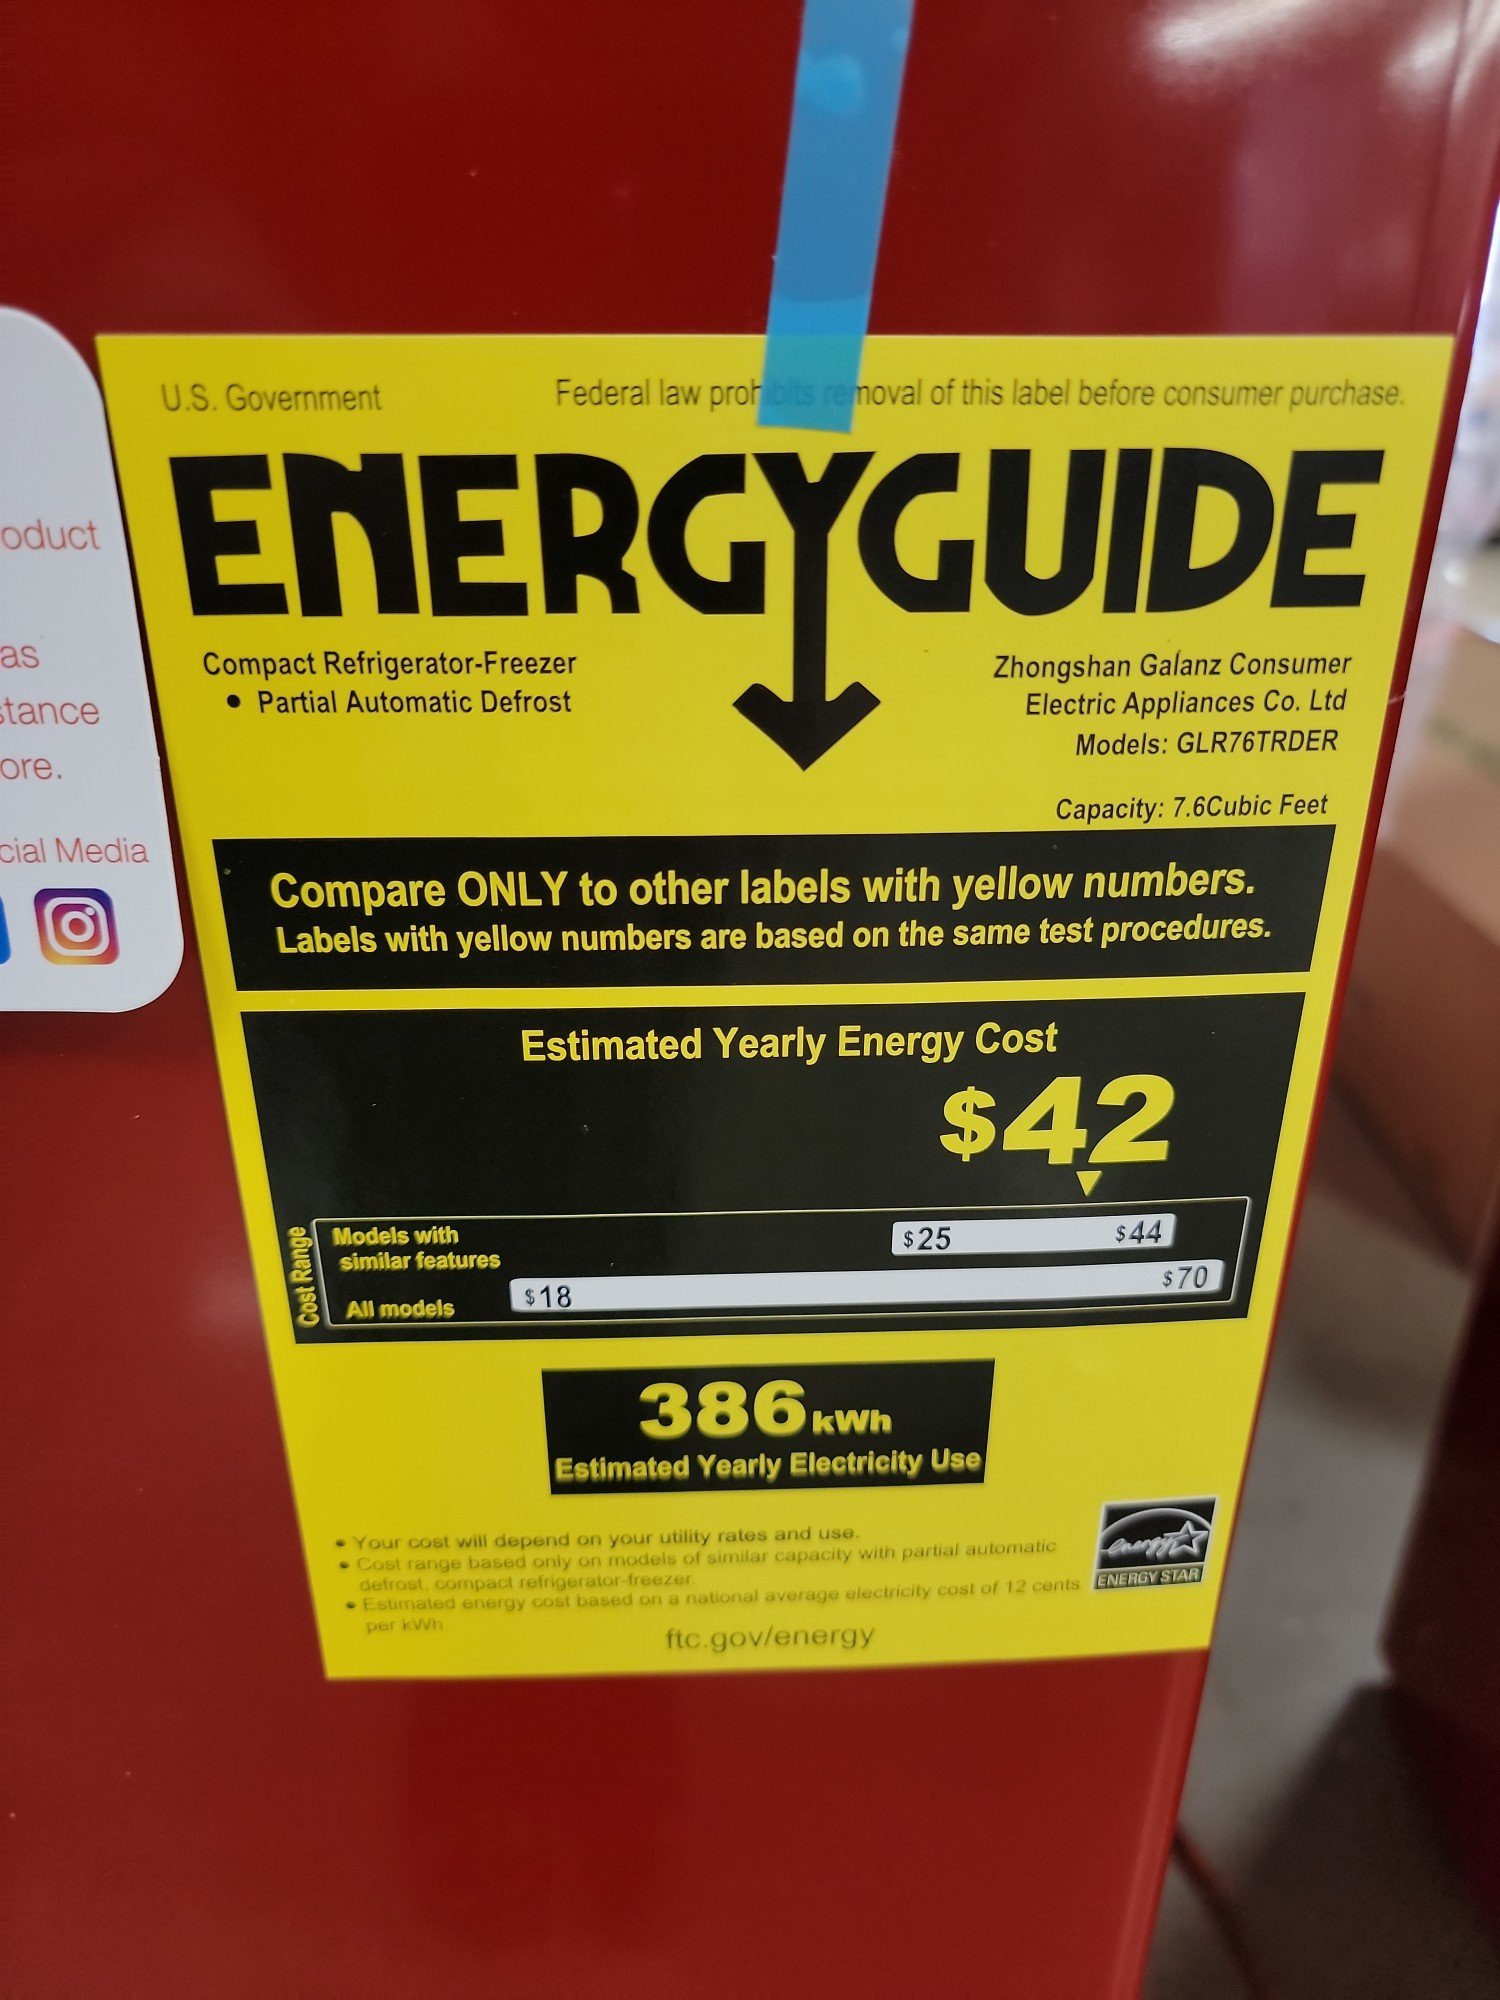 oduct
as
stance
ore.
cial Media
U.S. Government
Federal law prohibits removal of this label before consumer purchase.
ENERGYGUIDE
Compact Refrigerator-Freezer
• Partial Automatic Defrost
Zhongshan Galanz Consumer
Electric Appliances Co. Ltd
Models: GLR76TRDER
Capacity: 7.6Cubic Feet
Compare ONLY to other labels with yellow numbers.
Labels with yellow numbers are based on the same test procedures.
Estimated Yearly Energy Cost
$42
Cost Range
Models with
similar features
$25 $44
All models
$18 $70
386 kWh
Estimated Yearly Electricity Use
• Your cost will depend on your utility rates and use.
• Cost range based only on models of similar capacity with partial automatic
defrost, compact refrigerator-freezer.
• Estimated energy cost based on a national average electricity cost of 12 cents
per kWh.
ftc.gov/energy
energy
ENERGY STAR